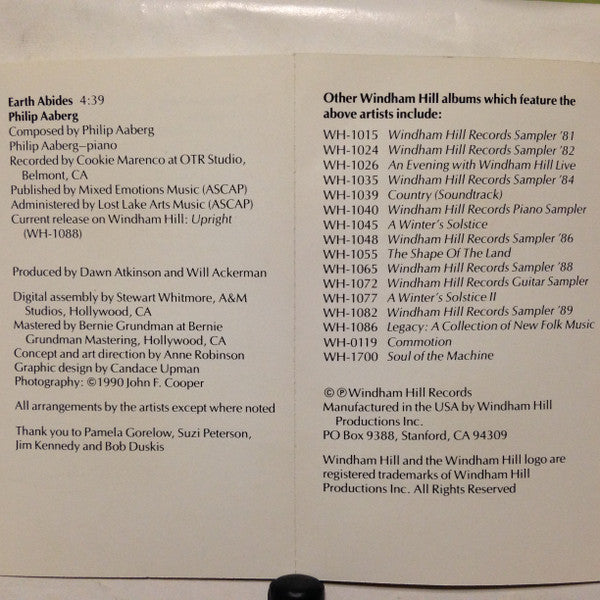 Earth Abides 4:39
Philip Aaberg
Composed by Philip Aaberg
Philip Aaberg—piano
Recorded by Cookie Marenco at OTR Studio,
Belmont, CA
Published by Mixed Emotions Music (ASCAP)
Administered by Lost Lake Arts Music (ASCAP)
Current release on Windham Hill: Upright
(WH-1088)
Produced by Dawn Atkinson and Will Ackerman
Digital assembly by Stewart Whitmore, A&M
Studios, Hollywood, CA
Mastered by Bernie Grundman at Bernie
Grundman Mastering, Hollywood, CA
Concept and art direction by Anne Robinson
Graphic design by Candace Upman
Photography: ©1990 John F. Cooper
All arrangements by the artists except where noted
Thank you to Pamela Gorelow, Suzi Peterson,
Jim Kennedy and Bob Duskis
Other Windham Hill albums which feature the
above artists include:
WH-1015 Windham Hill Records Sampler '81
WH-1024 Windham Hill Records Sampler '82
WH-1026 An Evening with Windham Hill Live
WH-1035 Windham Hill Records Sampler '84
WH-1039 Country (Soundtrack)
WH-1040 Windham Hill Records Piano Sampler
WH-1045 A Winter's Solstice
WH-1048 Windham Hill Records Sampler '86
WH-1055 The Shape Of The Land
WH-1065 Windham Hill Records Sampler '88
WH-1072 Windham Hill Records Guitar Sampler
WH-1077 A Winter's Solstice II
WH-1082 Windham Hill Records Sampler '89
WH-1086 Legacy: A Collection of New Folk Music
WH-0119 Commotion
WH-1700 Soul of the Machine
© ℗ Windham Hill Records
Manufactured in the USA by Windham Hill
Productions Inc.
PO Box 9388, Stanford, CA 94309
Windham Hill and the Windham Hill logo are
registered trademarks of Windham Hill
Productions Inc. All Rights Reserved